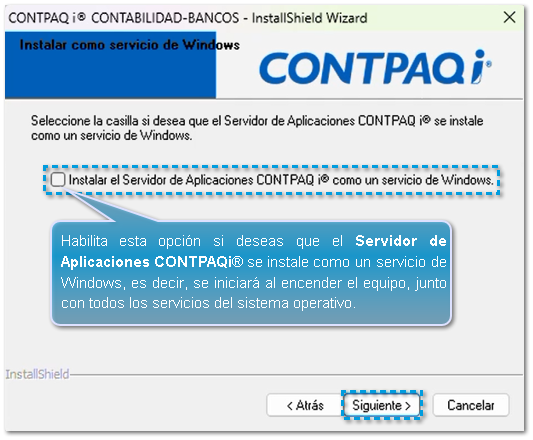 CONTPAQ i® CONTABILIDAD-BANCOS - InstallShield Wizard
Instalar como servicio de Windows
CONTPAQ i®
Seleccione la casilla si desea que el Servidor de Aplicaciones CONTPAQ i® se instale
como un servicio de Windows.
Instalar el Servidor de Aplicaciones CONTPAQ i® como un servicio de Windows.
Habilita esta opción si deseas que el Servidor de
Aplicaciones CONTPAQi® se instale como un servicio de
Windows, es decir, se iniciará al encender el equipo, junto
con todos los servicios del sistema operativo.
InstallShield
< Atrás
Siguiente >
Cancelar